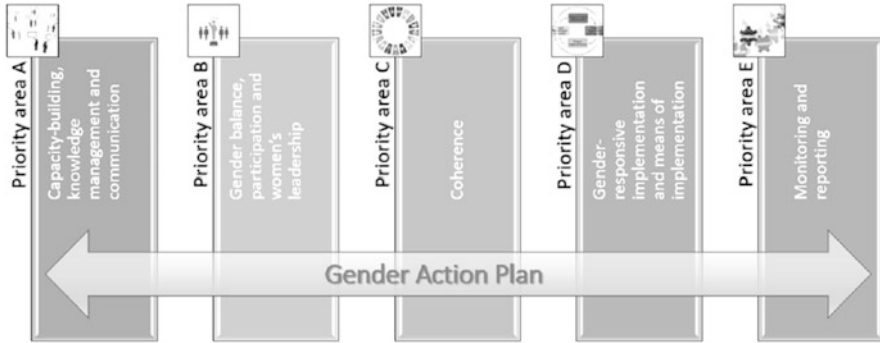 Priority area A
Capacity-building,
knowledge
management and
communication
Priority area B
Gender balance,
participation and
women's
leadership
Priority area C
Coherence
Priority area D
Gender-
responsive
implementation
and means of
implementation
Priority area E
Monitoring and
reporting
Gender Action Plan